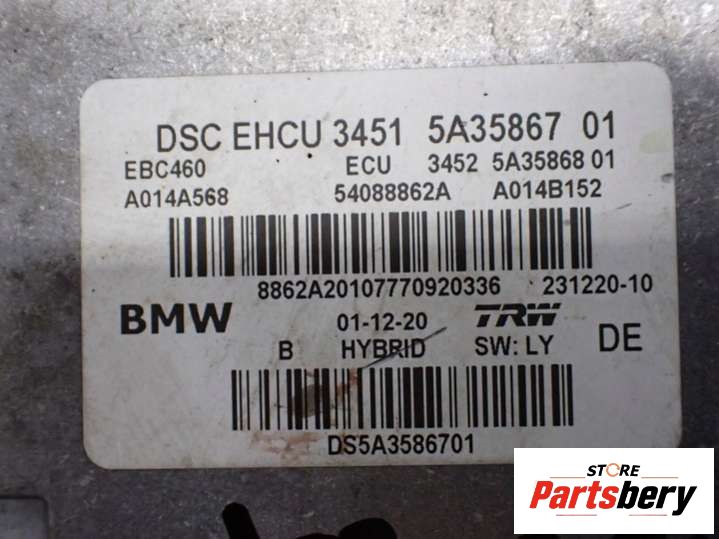 DSC EHCU 3451 5A35867 01
EBC460 ECU 3452 5A35868 01
A014A568 54088862A A014B152
8862A20107770920336 231220-10
BMW 01-12-20 TRW
B HYBRID SW: LY DE
DS5A3586701
STORE
Partsbery